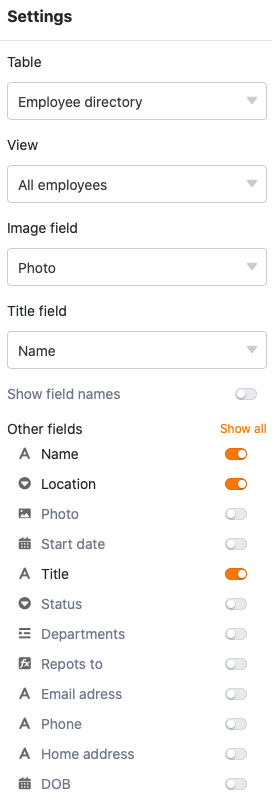 Settings
Table
Employee directory
View
All employees
Image field
Photo
Title field
Name
Show field names
Other fields Show all
Name
Location
Photo
Start date
Title
Status
Departments
Repots to
Email adress
Phone
Home address
DOB